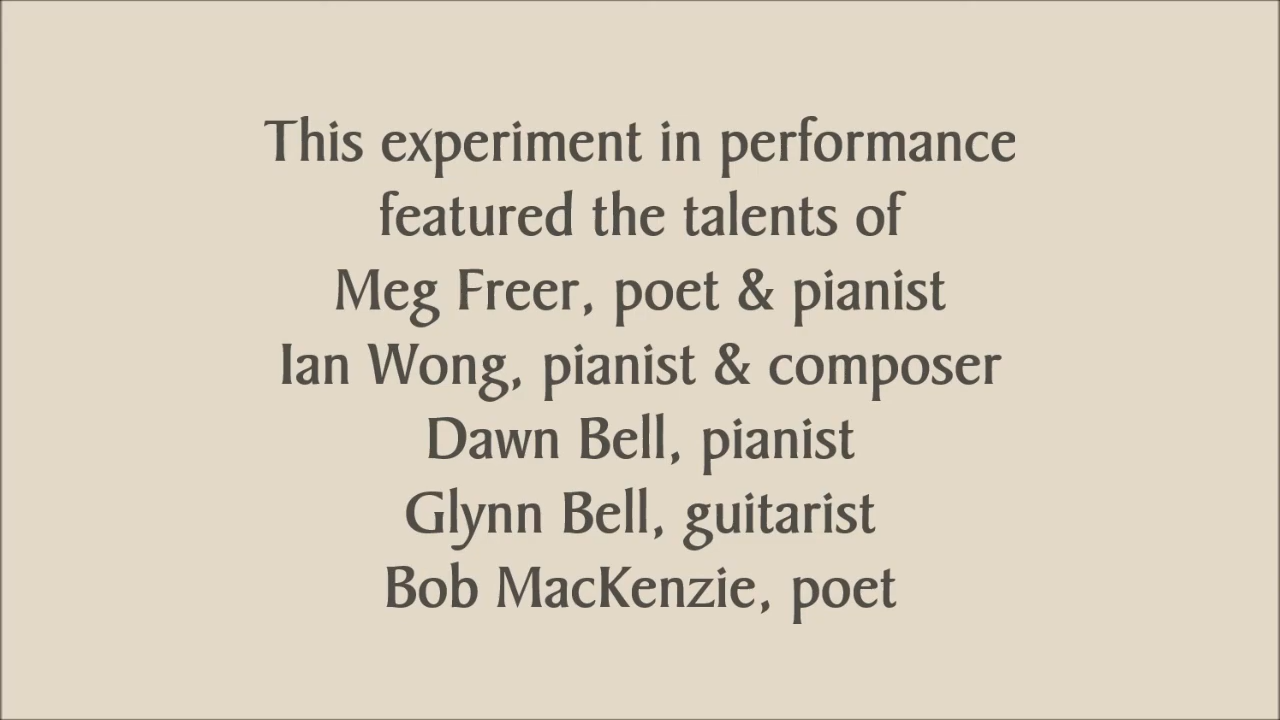 This experiment in performance
featured the talents of
Meg Freer, poet & pianist
Ian Wong, pianist & composer
Dawn Bell, pianist
Glynn Bell, guitarist
Bob MacKenzie, poet